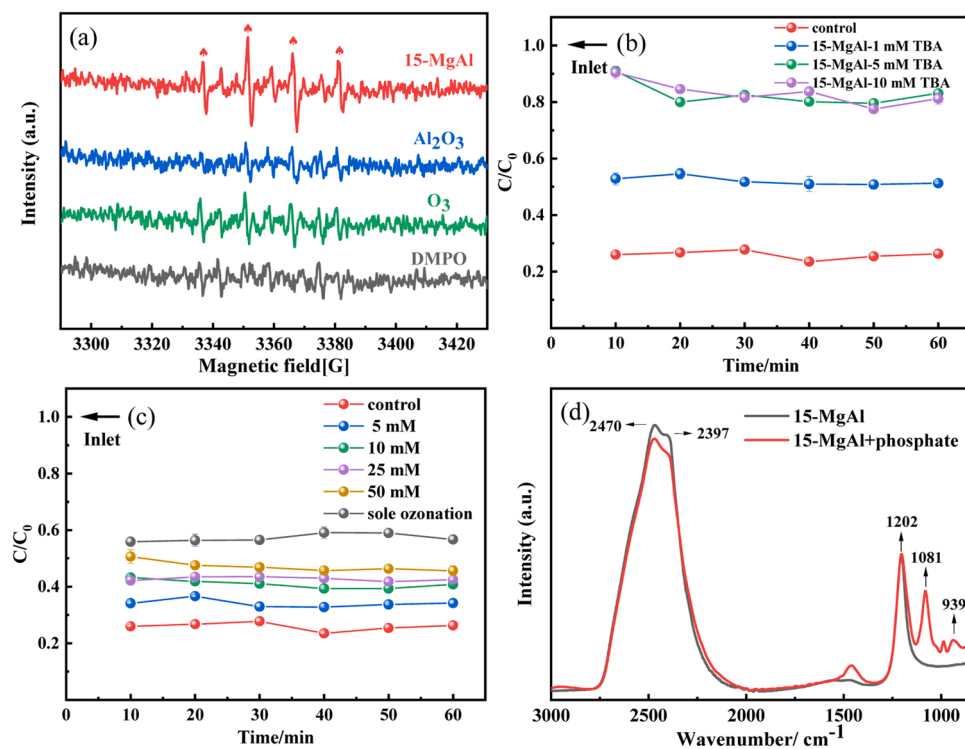 (a)
15-MgAl
Al₂O₃
O₃
DMPO
Intensity (a.u.)
3300 3320 3340 3360 3380 3400 3420
Magnetic field[G]
(b)
control
15-MgAl-1 mM TBA
15-MgAl-5 mM TBA
15-MgAl-10 mM TBA
Inlet
C/C₀
1.0
0.8
0.6
0.4
0.2
0 10 20 30 40 50 60
Time/min
(c)
control
5 mM
10 mM
25 mM
50 mM
sole ozonation
Inlet
C/C₀
1.0
0.8
0.6
0.4
0.2
0 10 20 30 40 50 60
Time/min
(d)
15-MgAl
15-MgAl+phosphate
2470
2397
1202
1081
939
Intensity (a.u.)
3000 2500 2000 1500 1000
Wavenumber/ cm⁻¹